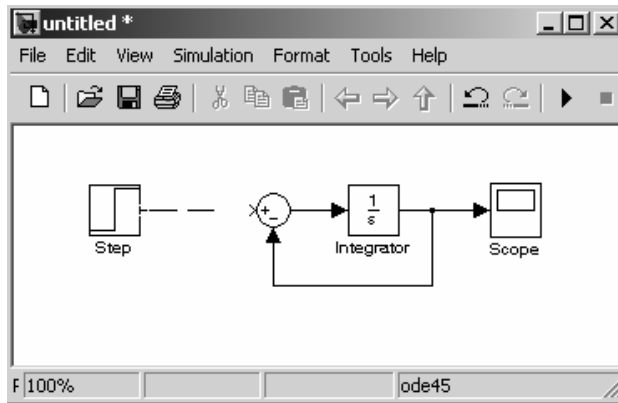 untitled *
File Edit View Simulation Format Tools Help
+
-
1
s
Step
Integrator
Scope
F 100%
ode45